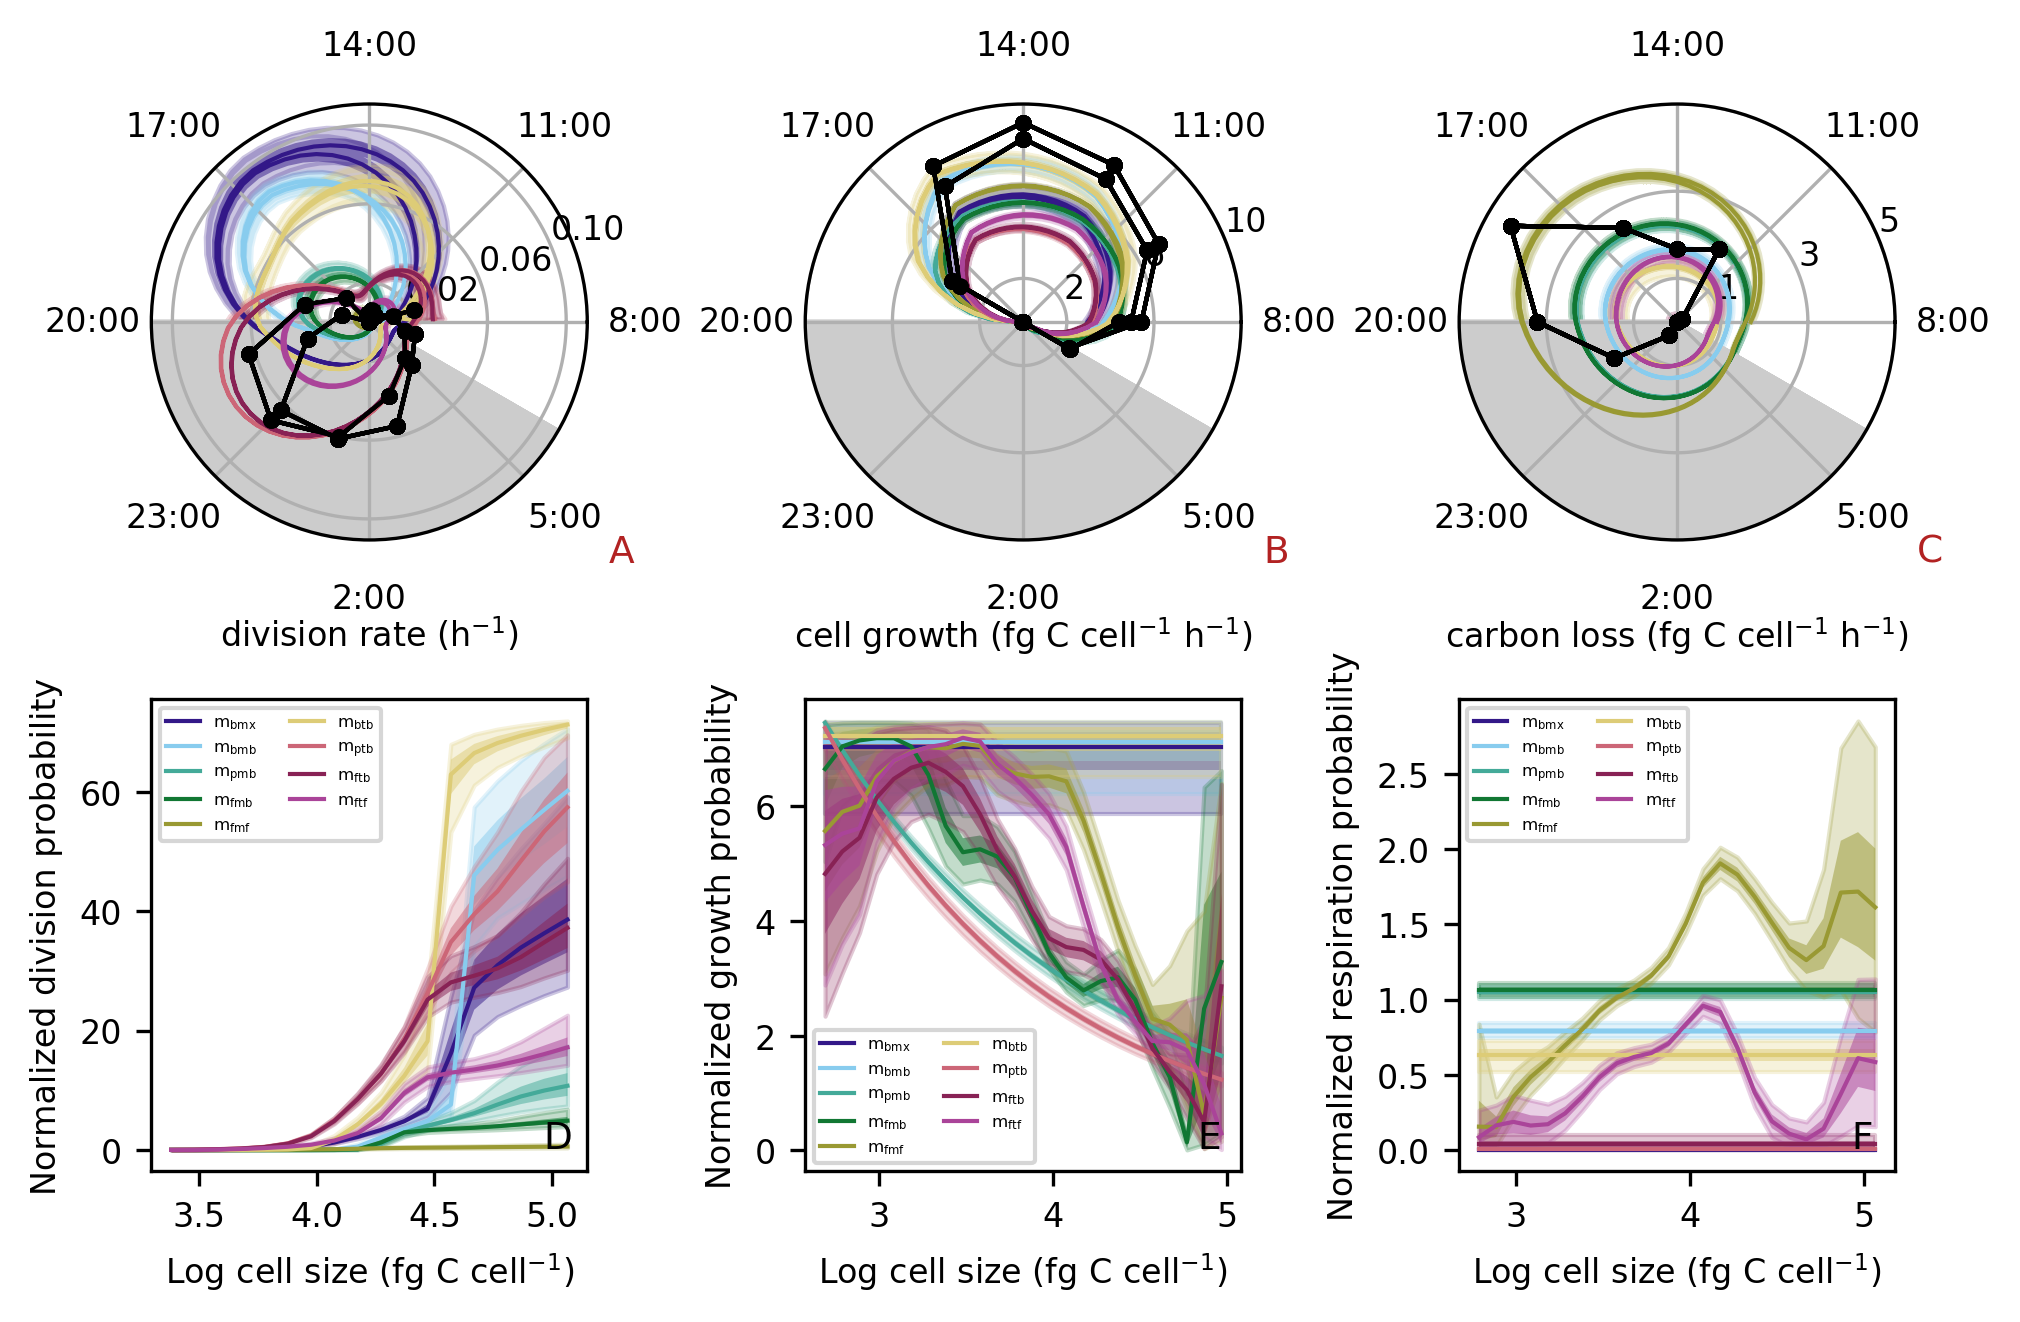 14:00 14:00 14:00
17:00 11:00 17:00 11:00 17:00 11:00
0.10 10 5
0.06 3
02 2 1
20:00 8:00 20:00 8:00 20:00 8:00
23:00 5:00 23:00 5:00 23:00 5:00
A B C
2:00 2:00 2:00
division rate (h⁻¹) cell growth (fg C cell⁻¹ h⁻¹) carbon loss (fg C cell⁻¹ h⁻¹)
Normalized division probability
60
40
20
0
m_bmx m_btb
m_bmb m_ptb
m_pmb m_ftb
m_fmb m_ftf
m_fmf
D
3.5 4.0 4.5 5.0
Log cell size (fg C cell⁻¹)
Normalized growth probability
6
4
2
0
m_bmx m_btb
m_bmb m_ptb
m_pmb m_ftb
m_fmb m_ftf
m_fmf
E
3 4 5
Log cell size (fg C cell⁻¹)
Normalized respiration probability
2.5
2.0
1.5
1.0
0.5
0.0
m_bmx m_btb
m_bmb m_ptb
m_pmb m_ftb
m_fmb m_ftf
m_fmf
F
3 4 5
Log cell size (fg C cell⁻¹)